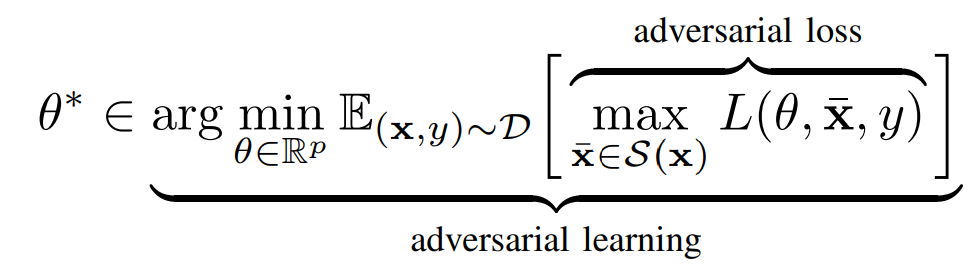 adversarial loss
θ* ∈ arg min_{θ∈ℝ^p} 𝔼_{(𝐱,y)∼𝒟} [ max_{𝐱̄∈𝒮(𝐱)} L(θ, 𝐱̄, y) ]
adversarial learning